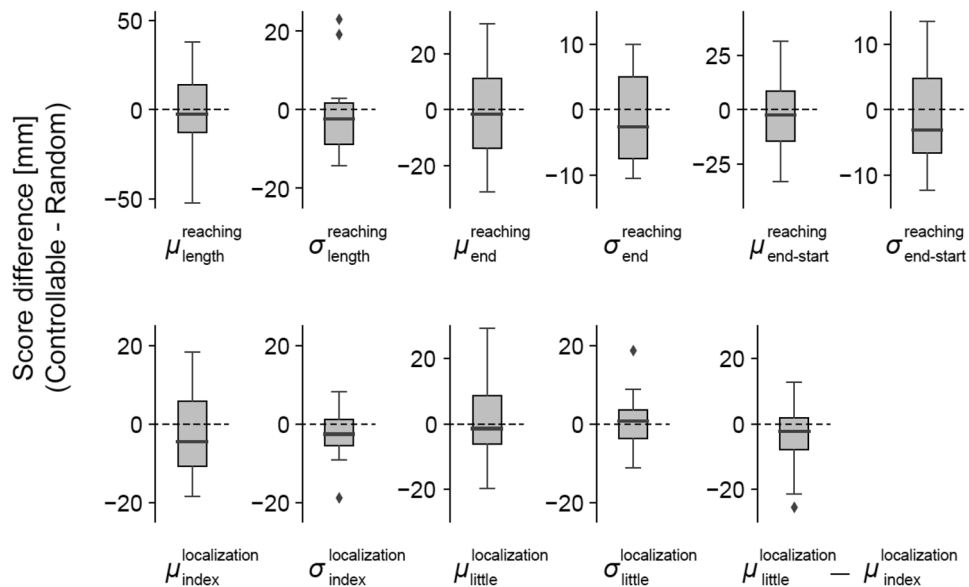 Score difference [mm]
(Controllable - Random)
50
0
−50
μ reaching length
20
0
−20
σ reaching length
20
0
−20
μ reaching end
10
0
−10
σ reaching end
25
0
−25
μ reaching end-start
10
0
−10
σ reaching end-start
20
0
−20
μ localization index
20
0
−20
σ localization index
20
0
−20
μ localization little
20
0
−20
σ localization little
20
0
−20
μ localization little — μ localization index